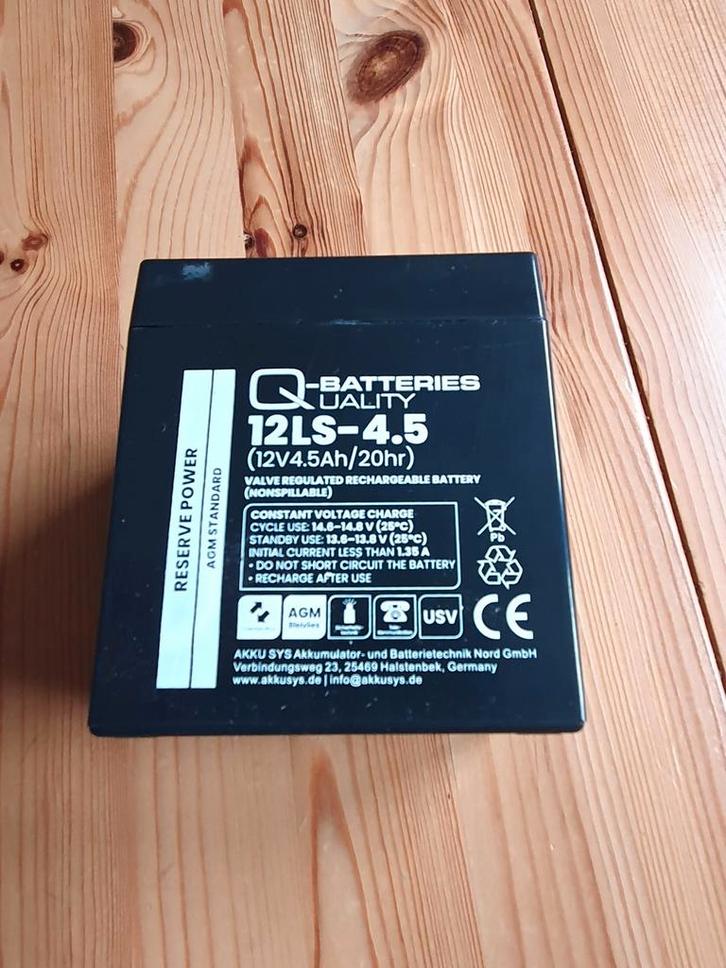 RESERVE POWER
AGM STANDARD
Q-BATTERIES
UALITY
12LS-4.5
(12V4.5Ah/20hr)
VALVE REGULATED RECHARGEABLE BATTERY
(NONSPILLABLE)
CONSTANT VOLTAGE CHARGE
CYCLE USE: 14.6-14.8 V (25°C)
STANDBY USE: 13.6-13.8 V (25°C)
INITIAL CURRENT LESS THAN 1.35 A
• DO NOT SHORT CIRCUIT THE BATTERY
• RECHARGE AFTER USE
Pb
AGM
Bleivlies
USV
CE
AKKU SYS Akkumulator- und Batterietechnik Nord GmbH
Verbindungsweg 23, 25469 Halstenbek, Germany
www.akkusys.de | info@akkusys.de